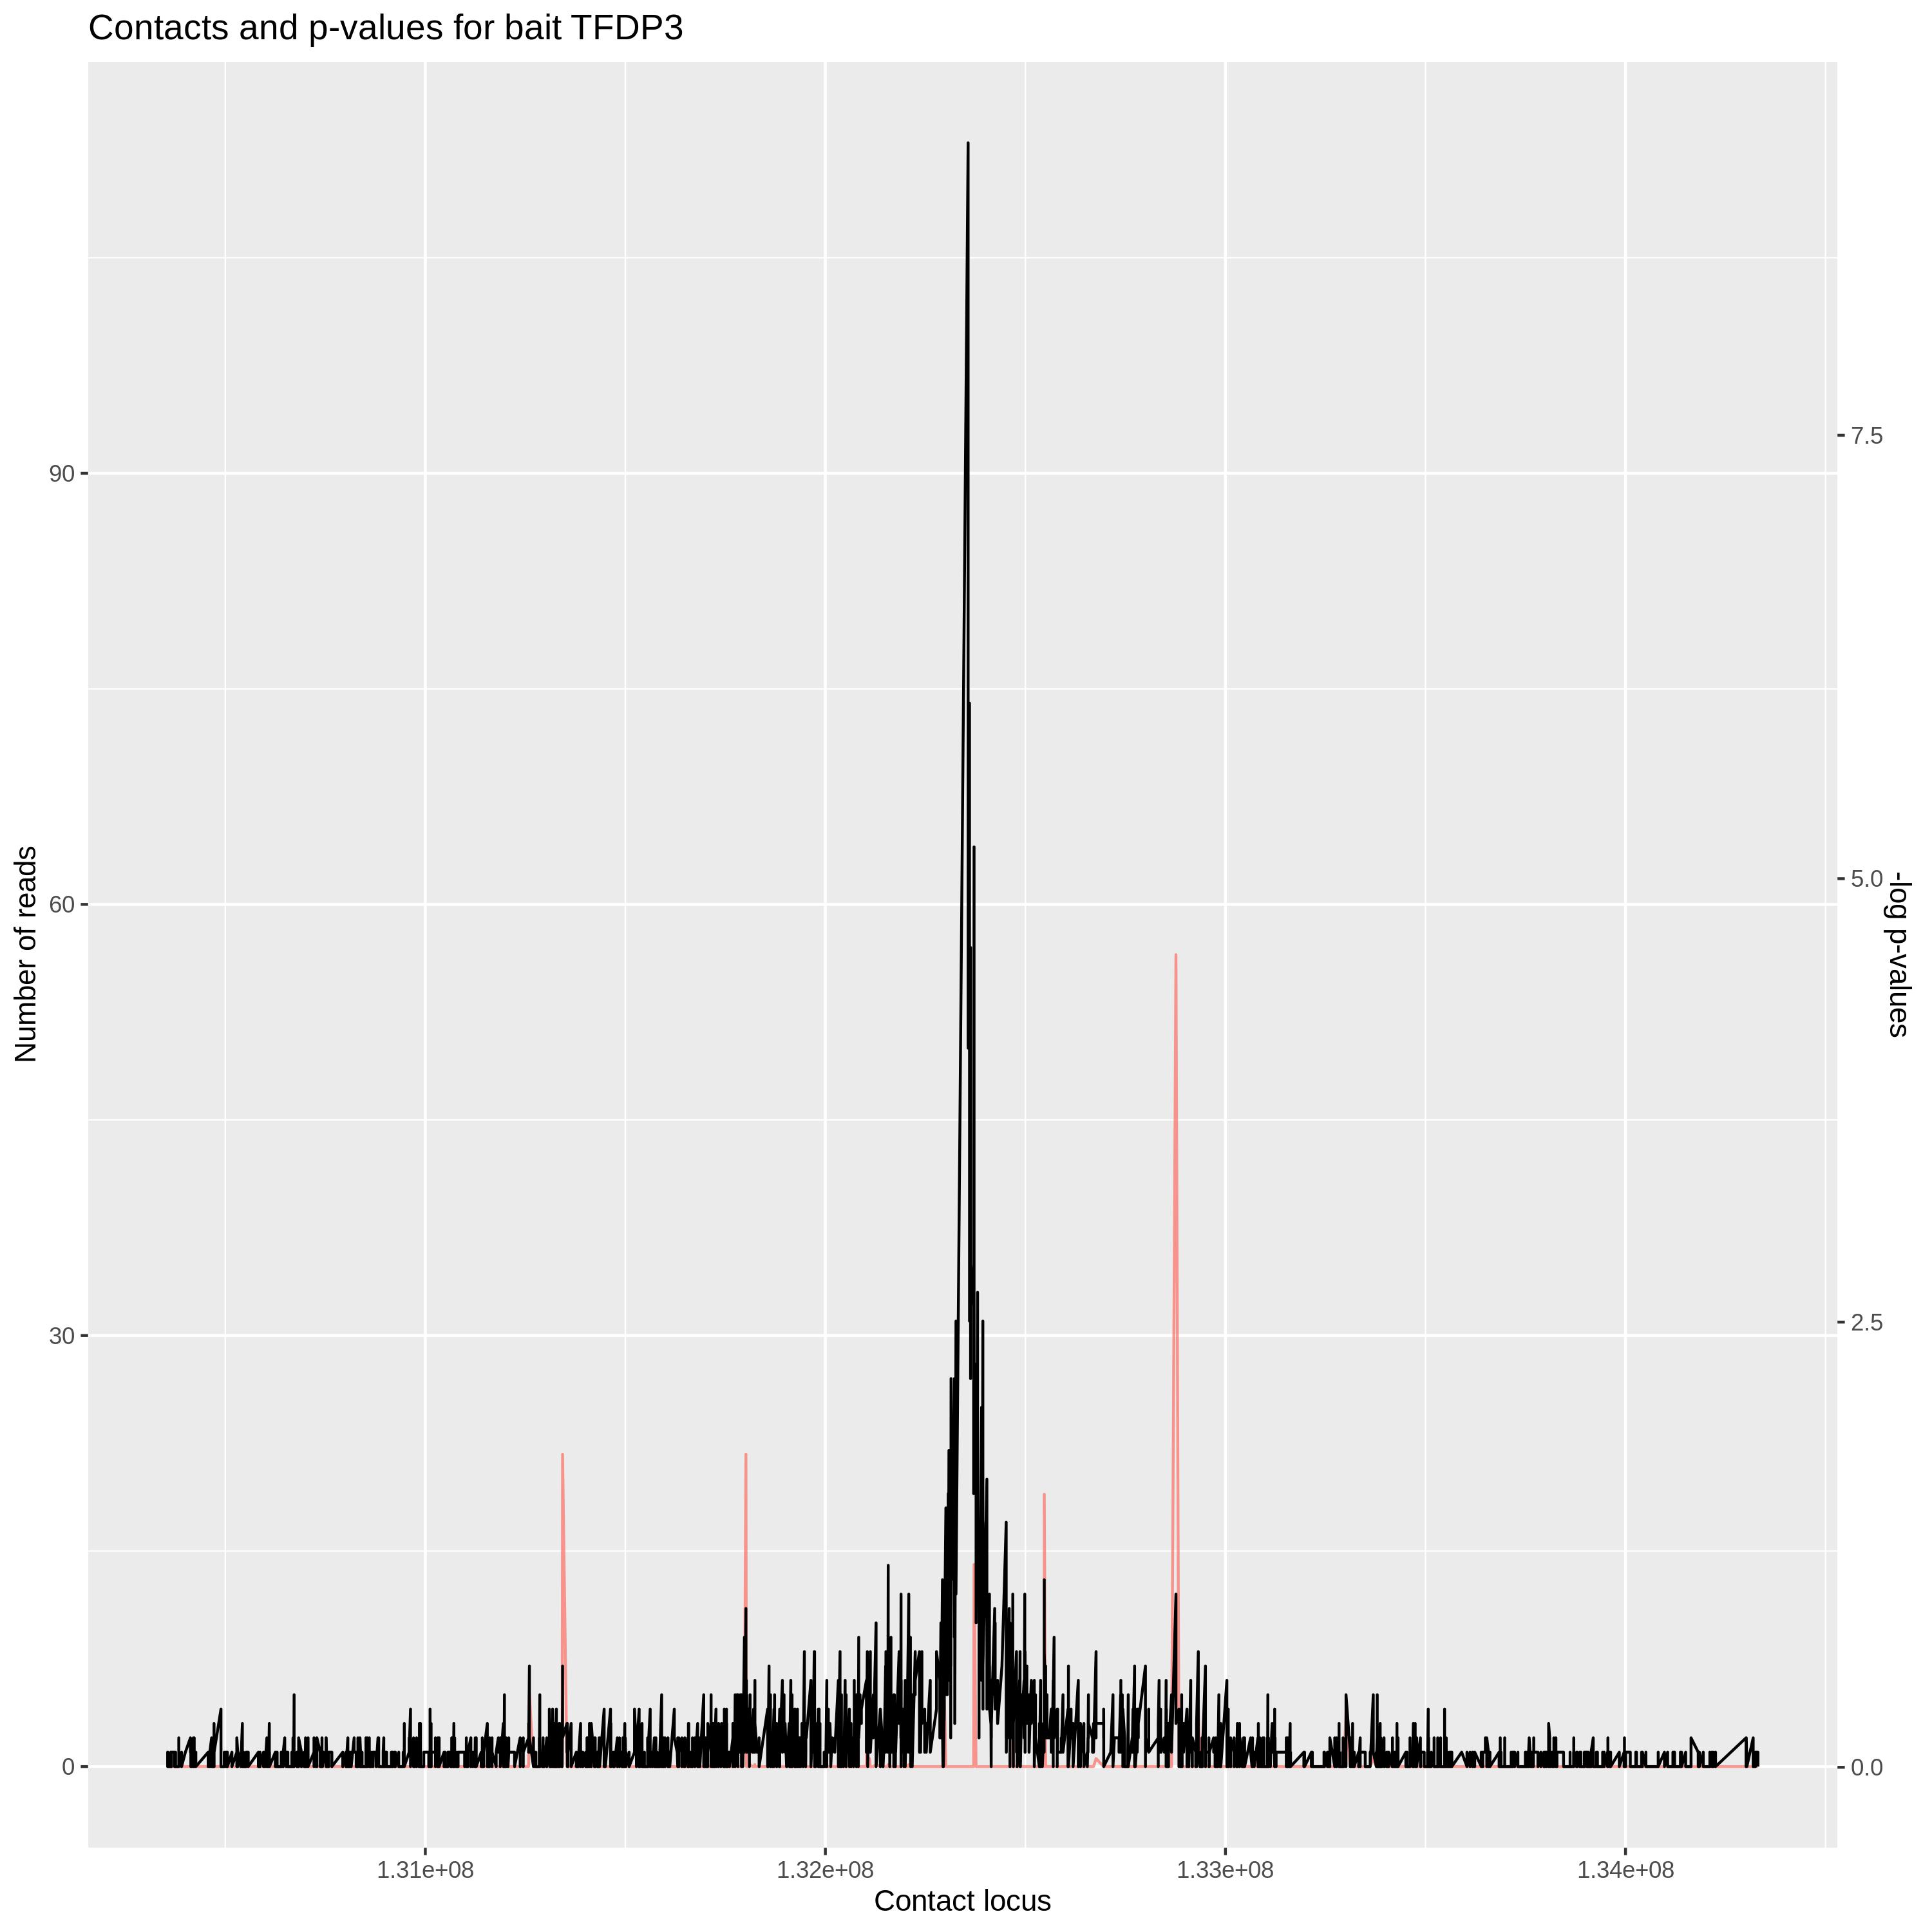 Contacts and p-values for bait TFDP3
Number of reads
90
60
30
0
7.5
5.0
2.5
0.0
-log p-values
1.31e+08
1.32e+08
1.33e+08
1.34e+08
Contact locus